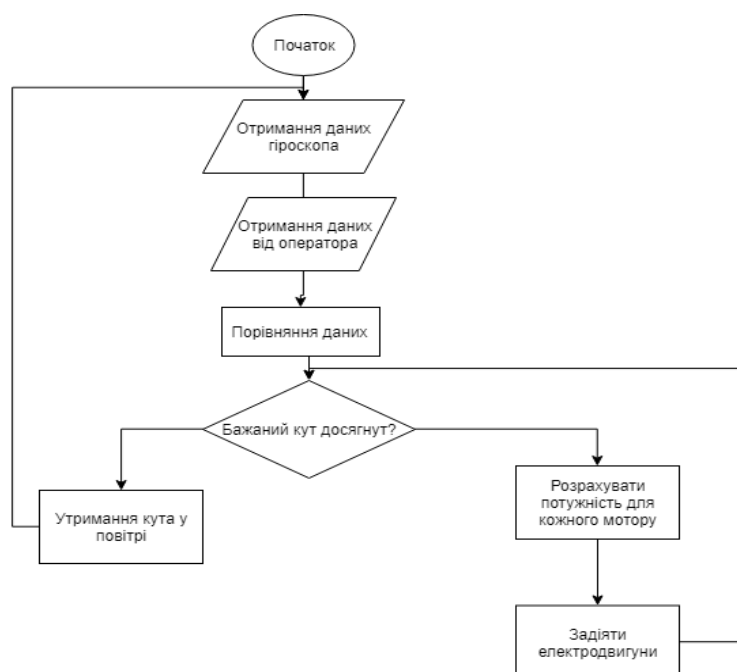 Початок
Отримання даних
гіроскопа
Отримання даних
від оператора
Порівняння даних
Бажаний кут досягнут?
Утримання кута у
повітрі
Розрахувати
потужність для
кожного мотору
Задіяти
електродвигуни